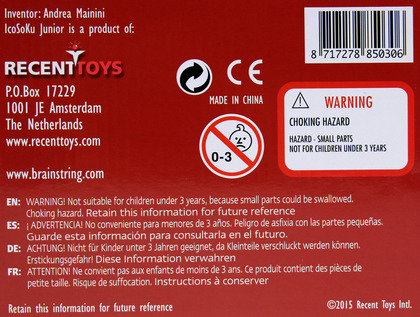 Inventor: Andrea Mainini
IcoSoKu Junior is a product of:
RECENTTOYS
P.O.Box 17229
1001 JE Amsterdam
The Netherlands
www.recenttoys.com
www.brainstring.com
CE
MADE IN CHINA
0-3
8 717278 850306
WARNING
CHOKING HAZARD
HAZARD - SMALL PARTS
NOT FOR CHILDREN UNDER 3 YEARS
EN: WARNING! Not suitable for children under 3 years, because small parts could be swallowed.
Choking hazard. Retain this information for future reference
ES: ¡ ADVERTENCIA! No conveniente para menores de 3 años. Peligro de asfixia con las partes pequeñas.
Guarde esta información para consultarla en el futuro
DE: ACHTUNG! Nicht für Kinder unter 3 Jahren geeignet, da Kleinteile verschluckt werden können.
Erstickungsgefahr! Diese Information verwahren
FR: ATTENTION! Ne convient pas aux enfants de moins de 3 ans. Ce produit contient des pièces de
petite taille. Risque de suffocation. Instructions à conserver
Retain this information for future reference
©2015 Recent Toys Intl.